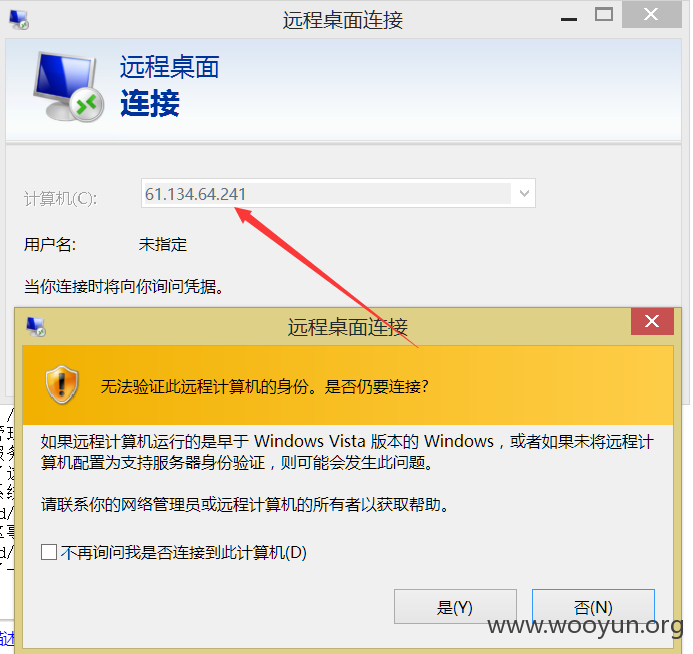 远程桌面连接
远程桌面
连接
计算机(C):
61.134.64.241
用户名:
未指定
当你连接时将向你询问凭据。
远程桌面连接
无法验证此远程计算机的身份。是否仍要连接?
如果远程计算机运行的是早于 Windows Vista 版本的 Windows，或者如果未将远程计
算机配置为支持服务器身份验证，则可能会发生此问题。
请联系你的网络管理员或远程计算机的所有者以获取帮助。
不再询问我是否连接到此计算机(D)
是(Y)
否(N)
www.wooyun.org